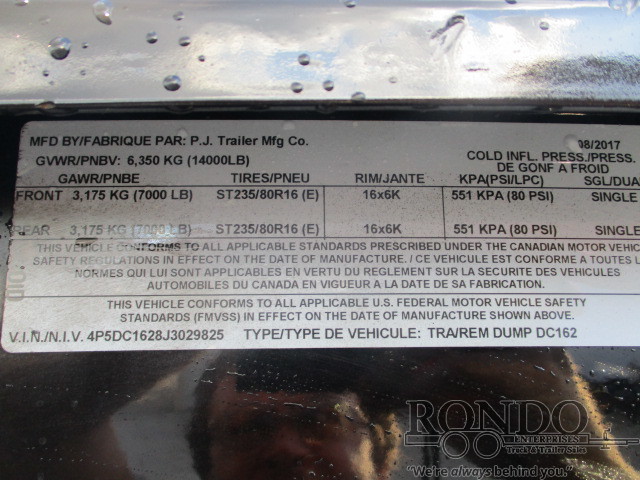 MFD BY/FABRIQUE PAR: P.J. Trailer Mfg Co. 08/2017
GVWR/PNBV: 6,350 KG (14000LB) COLD INFL. PRESS./PRESS.
DE GONF A FROID
GAWR/PNBE TIRES/PNEU RIM/JANTE KPA(PSI/LPC) SGL/DUAL
FRONT 3,175 KG (7000 LB) ST235/80R16 (E) 16x6K 551 KPA (80 PSI) SINGLE
REAR 3,175 KG (7000 LB) ST235/80R16 (E) 16x6K 551 KPA (80 PSI) SINGLE
THIS VEHICLE CONFORMS TO ALL APPLICABLE STANDARDS PRESCRIBED UNDER THE CANADIAN MOTOR VEHIC
SAFETY REGULATIONS IN EFFECT ON THE DATE OF MANUFACTURE. / CE VEHICULE EST CONFORME A TOUTES
NORMES QUI LUI SONT APPLICABLES EN VERTU DU REGLEMENT SUR LA SECURITE DES VEHICULES
AUTOMOBILES DU CANADA EN VIGUEUR A LA DATE DE SA FABRICATION.
THIS VEHICLE CONFORMS TO ALL APPLICABLE U.S. FEDERAL MOTOR VEHICLE SAFETY
STANDARDS (FMVSS) IN EFFECT ON THE DATE OF MANUFACTURE SHOWN ABOVE.
V.I.N./N.I.V. 4P5DC1628J3029825 TYPE/TYPE DE VEHICULE: TRA/REM DUMP DC162
RONDO
ENTERPRISES
Truck & Trailer Sales
"We're always behind you."